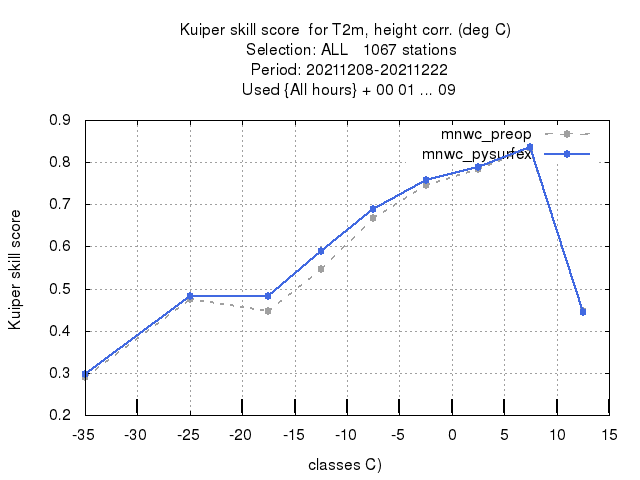 Kuiper skill score  for T2m, height corr. (deg C)
Selection: ALL   1067 stations
Period: 20211208-20211222
Used {All hours} + 00 01 ... 09
mnwc_preop
mnwc_pysurfex
0.9
0.8
0.7
0.6
0.5
0.4
0.3
0.2
Kuiper skill score
-35 -30 -25 -20 -15 -10 -5 0 5 10 15
classes C)